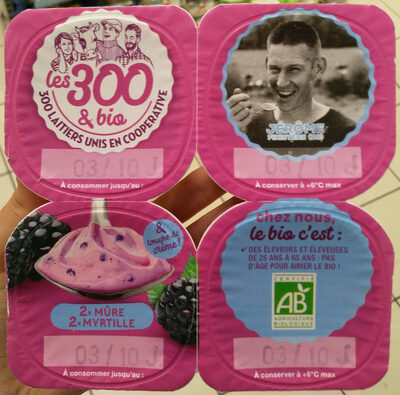 les 300 & bio
300 LAITIERS UNIS EN COOPÉRATIVE
03/10 J
À consommer jusqu'au :
JÉRÔME
03/10 J
À conserver à +6°C max
& touche de crème !
2x MÛRE
2x MYRTILLE
03/10 J
À consommer jusqu'au :
chez nous,
le bio c'est :
✓ DES ÉLEVEURS ET ÉLEVEUSES
DE 25 ANS À 65 ANS : PAS
D'ÂGE POUR AIMER LE BIO !
CERTIFIÉ
AB
AGRICULTURE
BIOLOGIQUE
03/10 J
À conserver à +6°C max